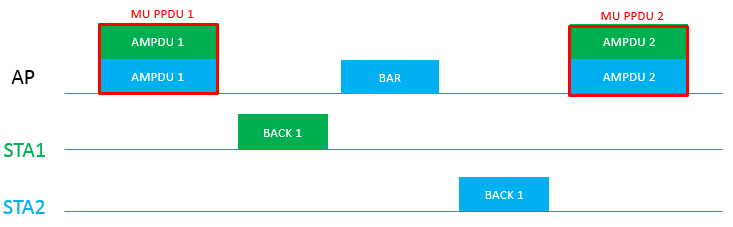 MU PPDU 1
MU PPDU 2
AMPDU 1
AMPDU 2
AP
AMPDU 1
BAR
AMPDU 2
STA1
BACK 1
STA2
BACK 1